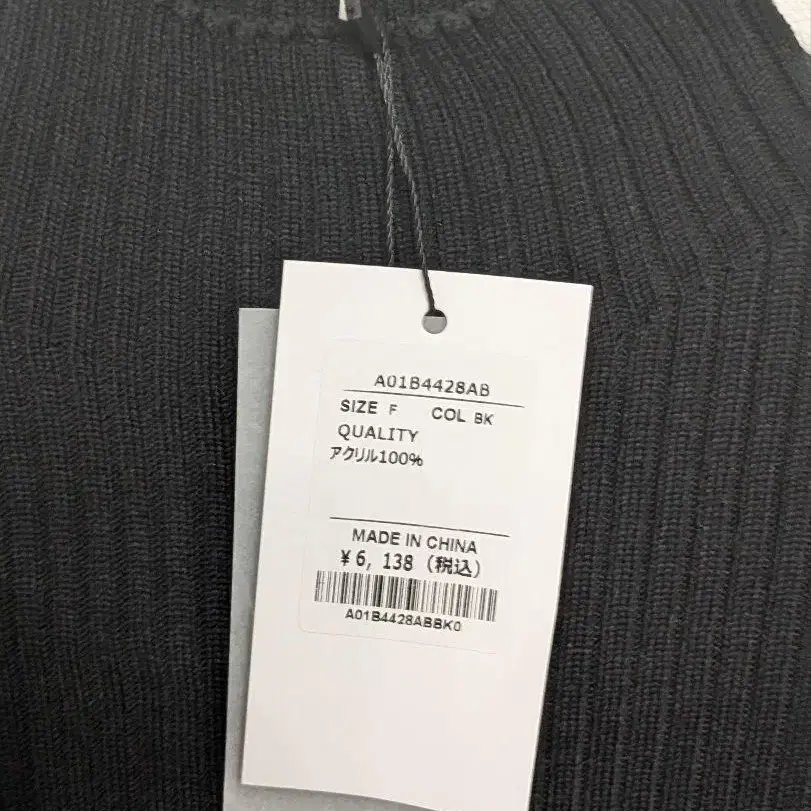 A01B4428AB
SIZE F COL BK
QUALITY
アクリル100%
MADE IN CHINA
¥6, 138 (税込)
A01B4428ABBK0